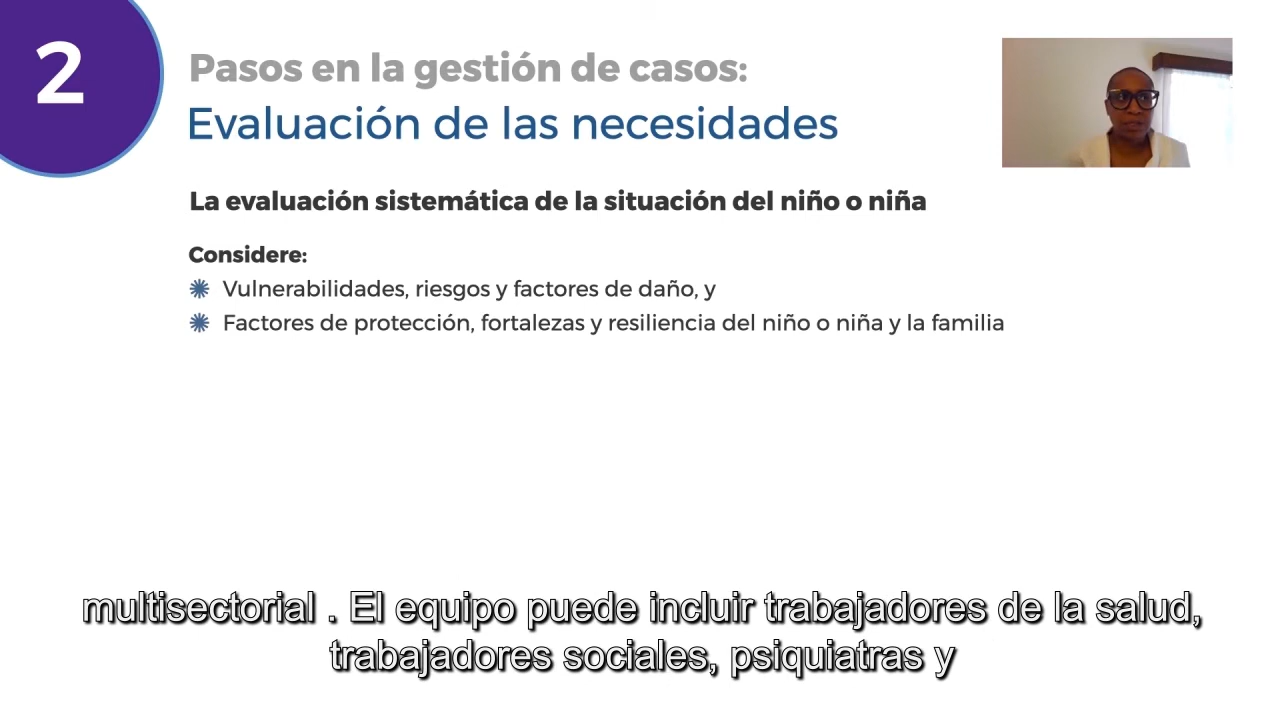 2
Pasos en la gestión de casos:
Evaluación de las necesidades
La evaluación sistemática de la situación del niño o niña
Considere:
Vulnerabilidades, riesgos y factores de daño, y
Factores de protección, fortalezas y resiliencia del niño o niña y la familia
multisectorial . El equipo puede incluir trabajadores de la salud,
trabajadores sociales, psiquiatras y